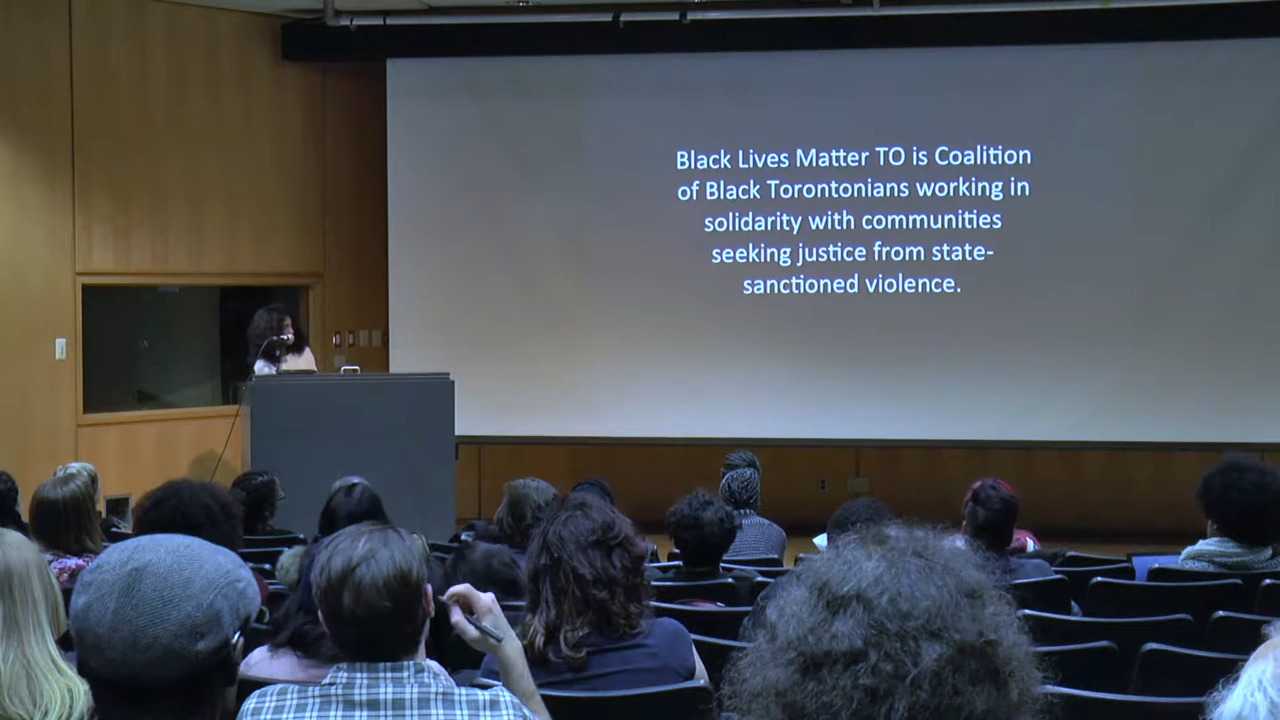 Black Lives Matter TO is Coalition
of Black Torontonians working in
solidarity with communities
seeking justice from state-
sanctioned violence.